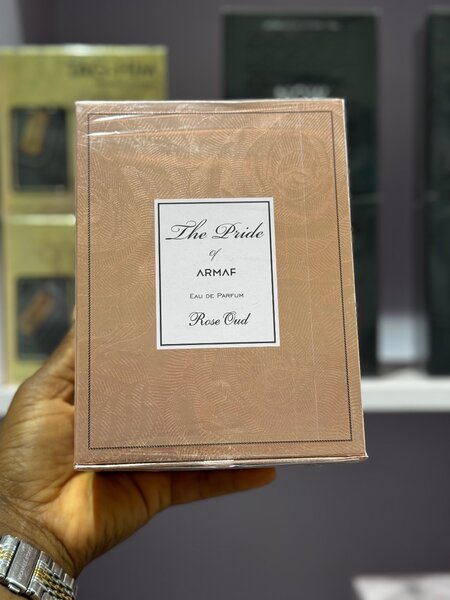 The Pride
of
ARMAF
EAU DE PARFUM
Rose Oud